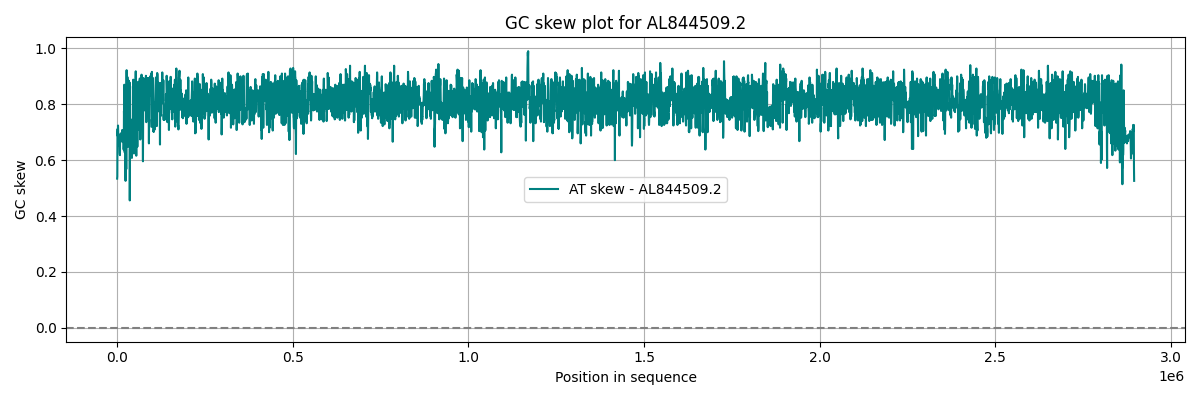 GC skew plot for AL844509.2
1.0
0.8
0.6
0.4
0.2
0.0
GC skew
AT skew - AL844509.2
0.0 0.5 1.0 1.5 2.0 2.5 3.0
1e6
Position in sequence